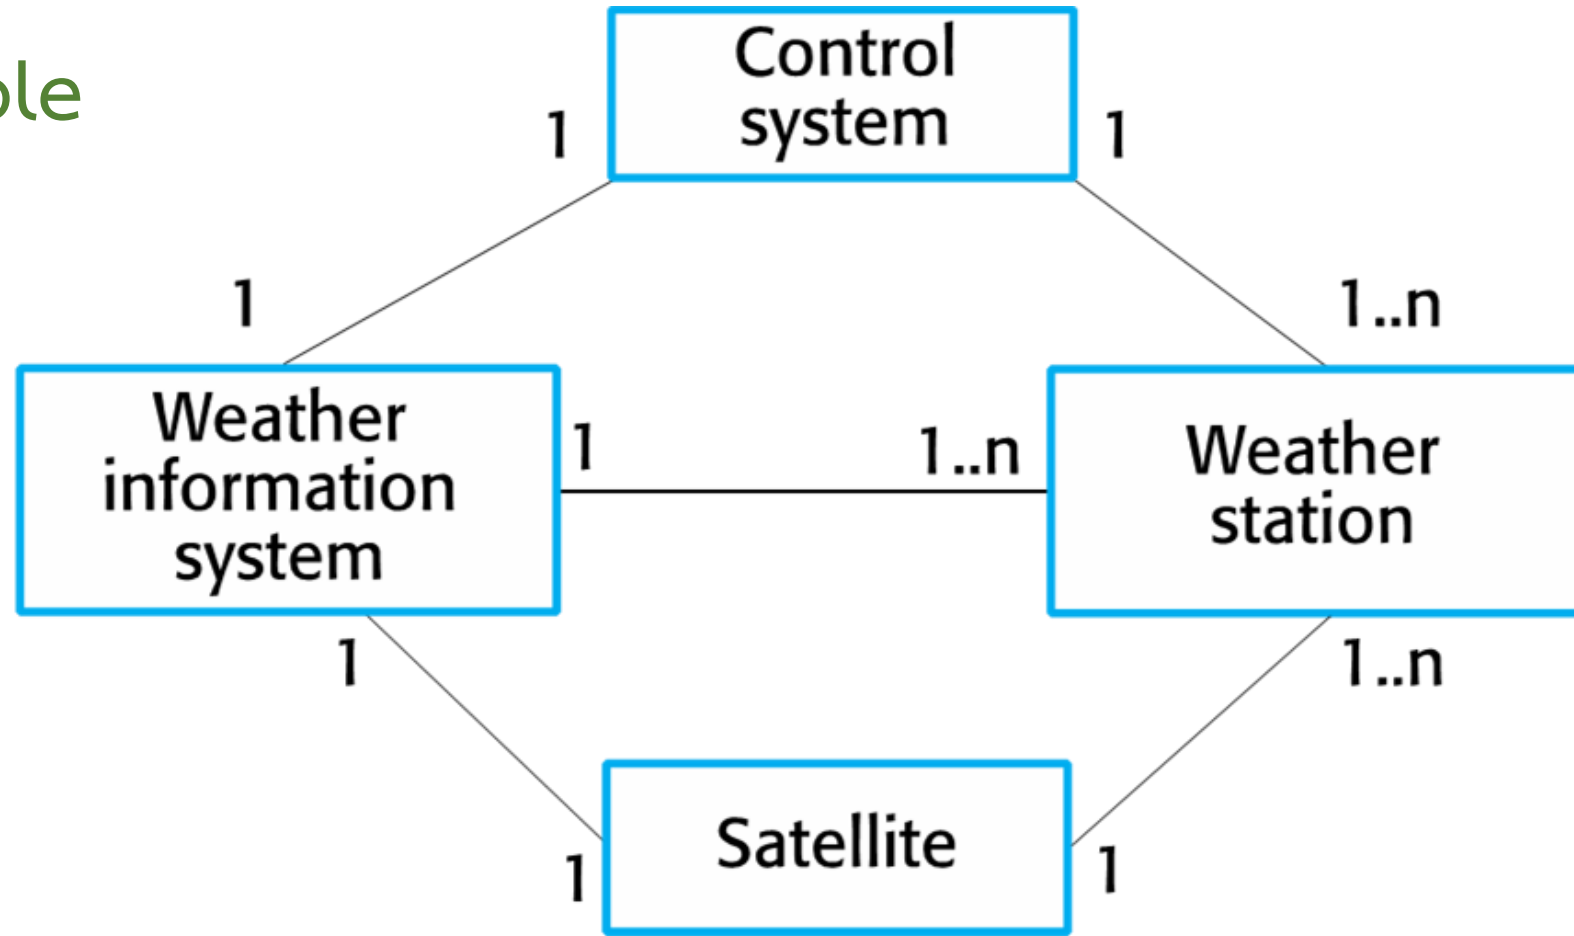 ple
Control
system
1
1
1
1..n
Weather
information
system
1
1..n
Weather
station
1
1..n
Satellite
1
1